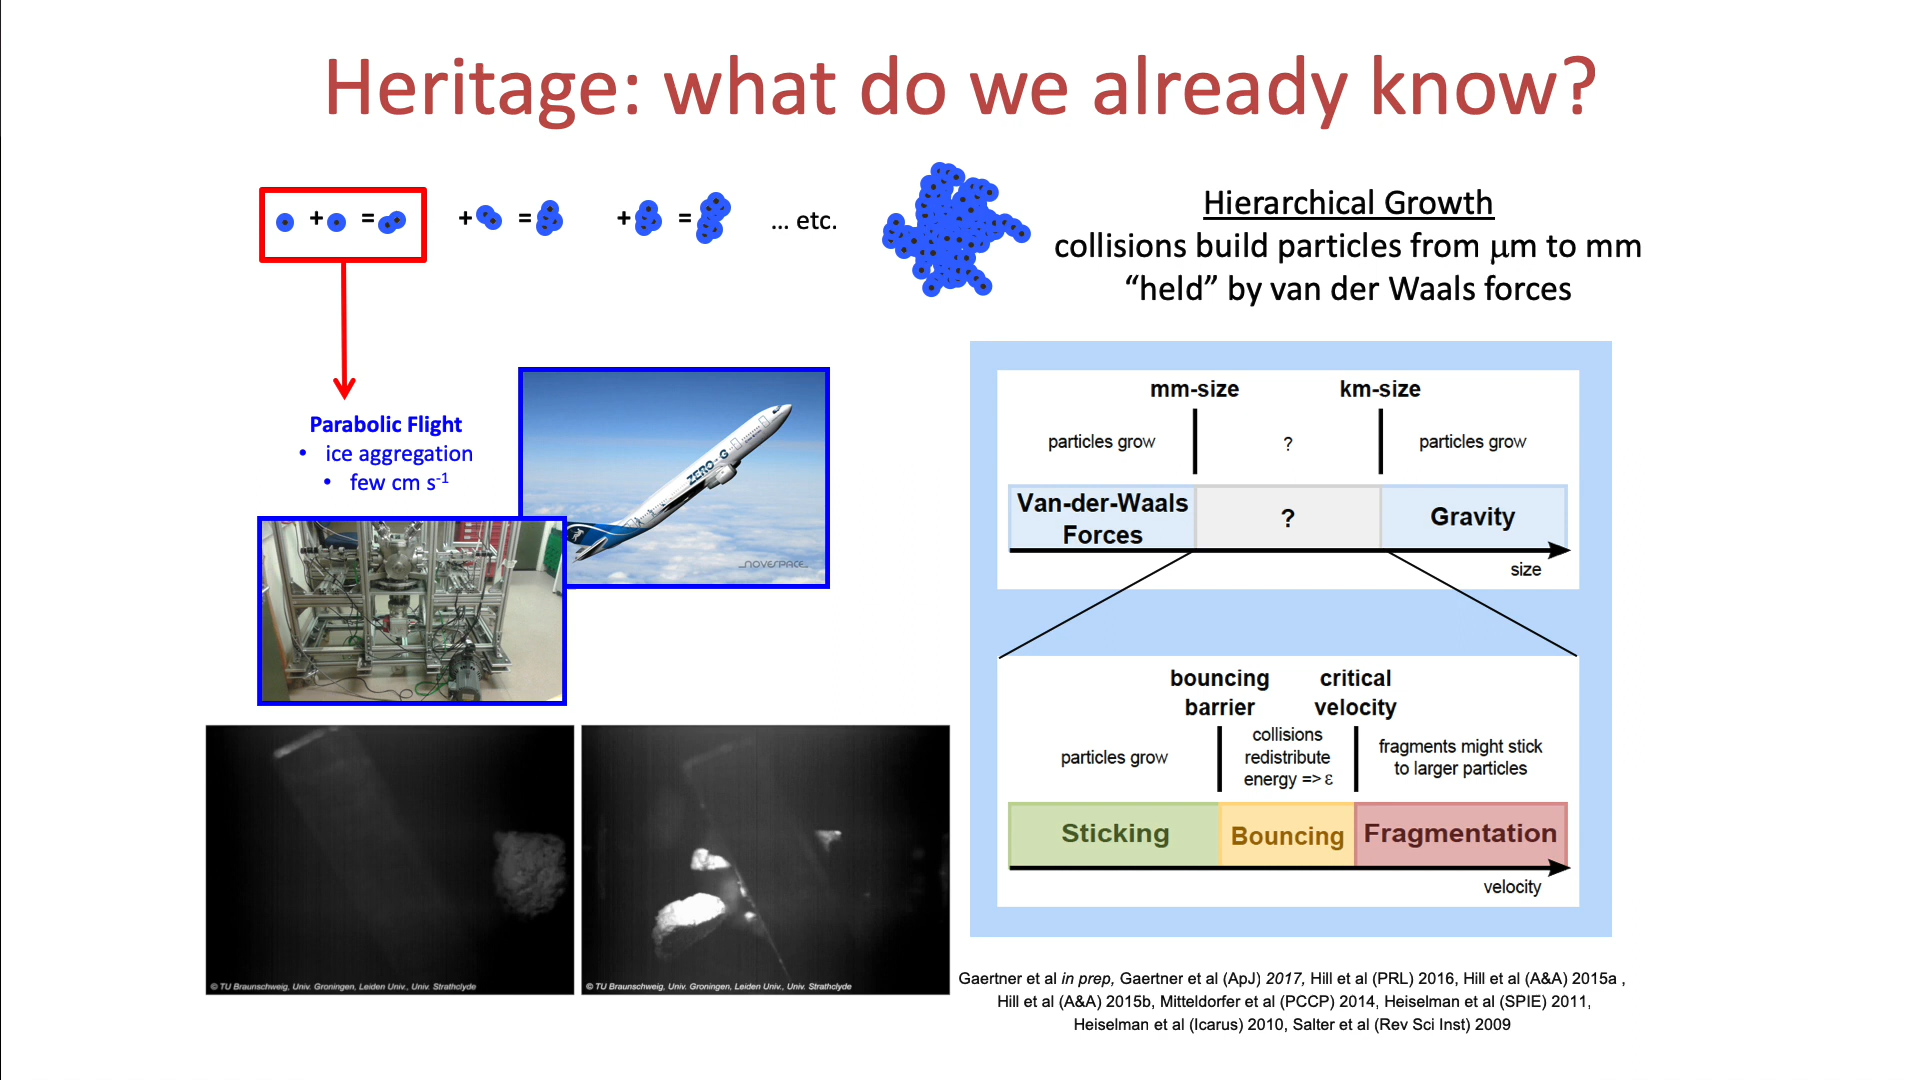 Heritage: what do we already know?
+ = + = + = ... etc.
Hierarchical Growth
collisions build particles from μm to mm
“held” by van der Waals forces
Parabolic Flight
• ice aggregation
• few cm s-1
ZERO-G
NOVESPACE
mm-size km-size
particles grow ? particles grow
Van-der-Waals
Forces
?
Gravity
size
bouncing
barrier
critical
velocity
particles grow
collisions
redistribute
energy => ε
fragments might stick
to larger particles
Sticking Bouncing Fragmentation
velocity
© TU Braunschweig, Univ. Groningen, Leiden Univ., Univ. Strathclyde
© TU Braunschweig, Univ. Groningen, Leiden Univ., Univ. Strathclyde
Gaertner et al in prep, Gaertner et al (ApJ) 2017, Hill et al (PRL) 2016, Hill et al (A&A) 2015a ,
Hill et al (A&A) 2015b, Mitteldorfer et al (PCCP) 2014, Heiselman et al (SPIE) 2011,
Heiselman et al (Icarus) 2010, Salter et al (Rev Sci Inst) 2009